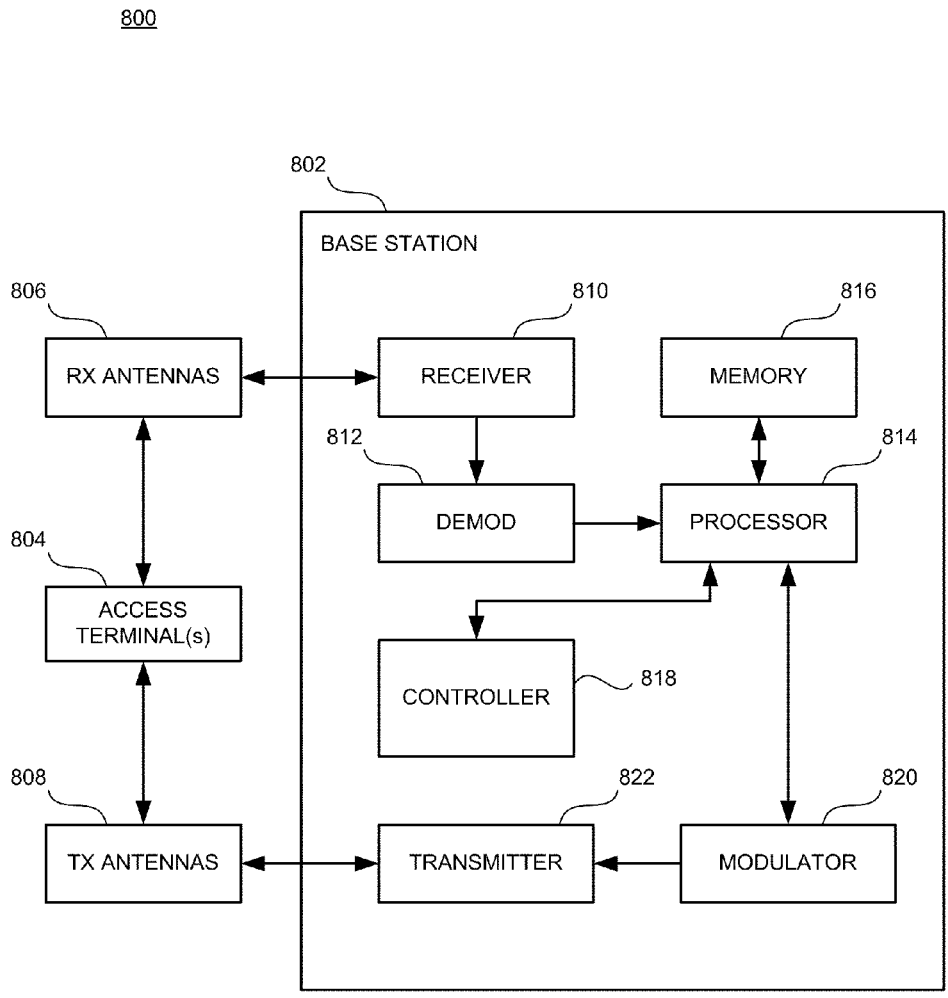 800
802
BASE STATION
806
810
816
RX ANTENNAS
RECEIVER
MEMORY
812
814
DEMOD
PROCESSOR
804
ACCESS
TERMINAL(s)
CONTROLLER
818
808
822
820
TX ANTENNAS
TRANSMITTER
MODULATOR